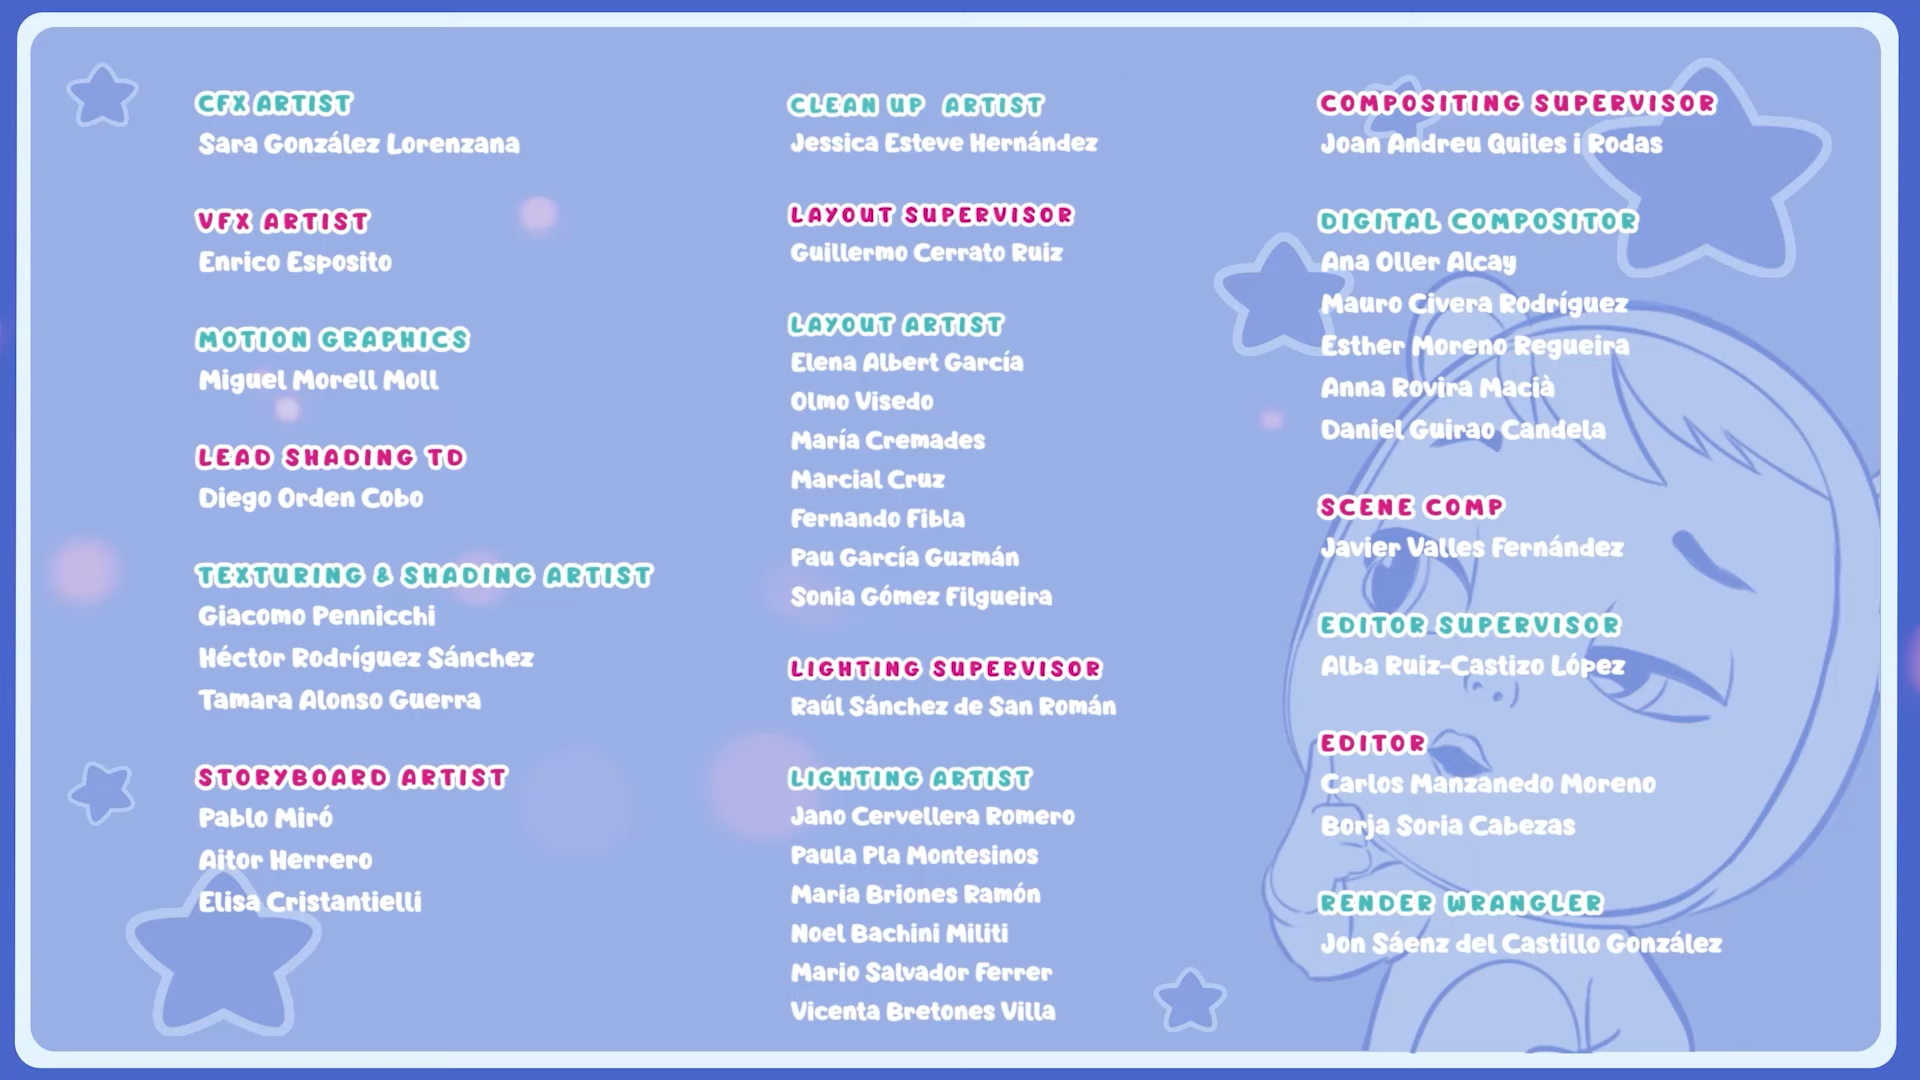 CFX ARTIST
Sara González Lorenzana
VFX ARTIST
Enrico Esposito
MOTION GRAPHICS
Miguel Morell Moll
LEAD SHADING TD
Diego Orden Cobo
TEXTURING & SHADING ARTIST
Giacomo Pennicchi
Héctor Rodríguez Sánchez
Tamara Alonso Guerra
STORYBOARD ARTIST
Pablo Miró
Aitor Herrero
Elisa Cristantielli
CLEAN UP ARTIST
Jessica Esteve Hernández
LAYOUT SUPERVISOR
Guillermo Cerrato Ruiz
LAYOUT ARTIST
Elena Albert García
Olmo Visedo
María Cremades
Marcial Cruz
Fernando Fibla
Pau García Guzmán
Sonia Gómez Filgueira
LIGHTING SUPERVISOR
Raúl Sánchez de San Román
LIGHTING ARTIST
Jano Cervellera Romero
Paula Pla Montesinos
Maria Briones Ramón
Noel Bachini Militi
Mario Salvador Ferrer
Vicenta Bretones Villa
COMPOSITING SUPERVISOR
Joan Andreu Quiles i Rodas
DIGITAL COMPOSITOR
Ana Oller Alcay
Mauro Civera Rodríguez
Esther Moreno Regueira
Anna Rovira Macià
Daniel Guirao Candela
SCENE COMP
Javier Valles Fernández
EDITOR SUPERVISOR
Alba Ruiz-Castizo López
EDITOR
Carlos Manzanedo Moreno
Borja Soria Cabezas
RENDER WRANGLER
Jon Sáenz del Castillo González